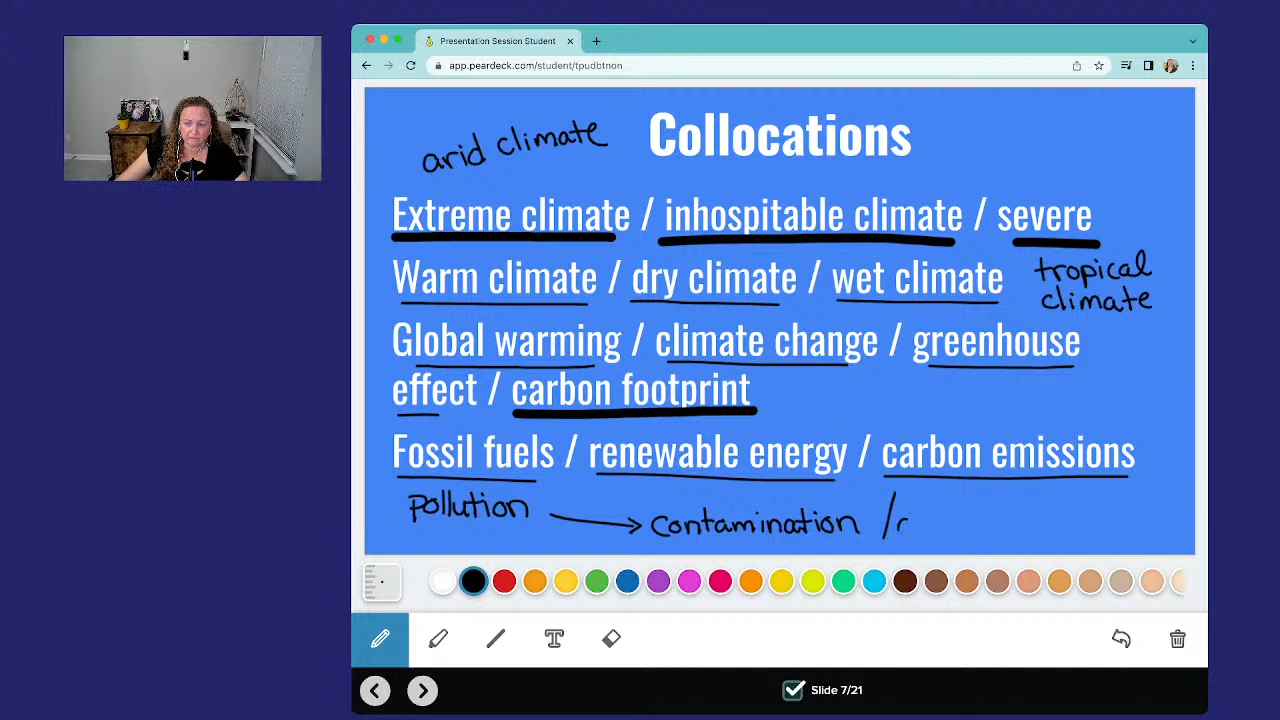 Presentation Session Student
app.peardeck.com/student/tpudbtnon
arid climate
Collocations
Extreme climate / inhospitable climate / severe
Warm climate / dry climate / wet climate
tropical
climate
Global warming / climate change / greenhouse
effect / carbon footprint
Fossil fuels / renewable energy / carbon emissions
pollution → contamination /c
Slide 7/21